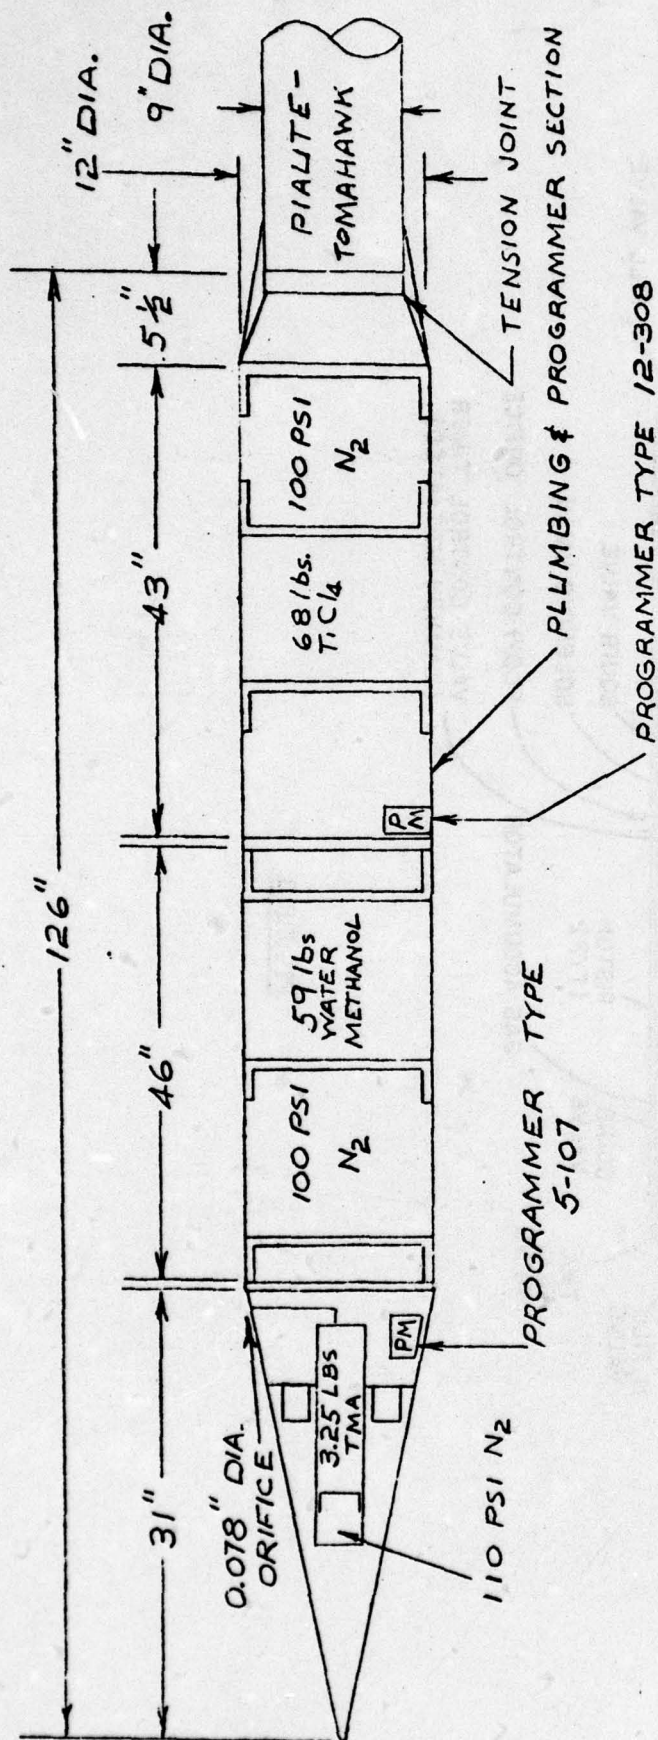 126"
31"
46"
43"
5 1/2"
12" DIA.
9" DIA.
0.078" DIA.
ORIFICE
3.25 LBS
TMA
PM
110 PSI N2
100 PSI
N2
59 lbs
WATER
METHANOL
PM
68 lbs.
TiCl4
100 PSI
N2
PIALITE-
TOMAHAWK
TENSION JOINT
PLUMBING & PROGRAMMER SECTION
PROGRAMMER TYPE 12-308
PROGRAMMER TYPE
5-107